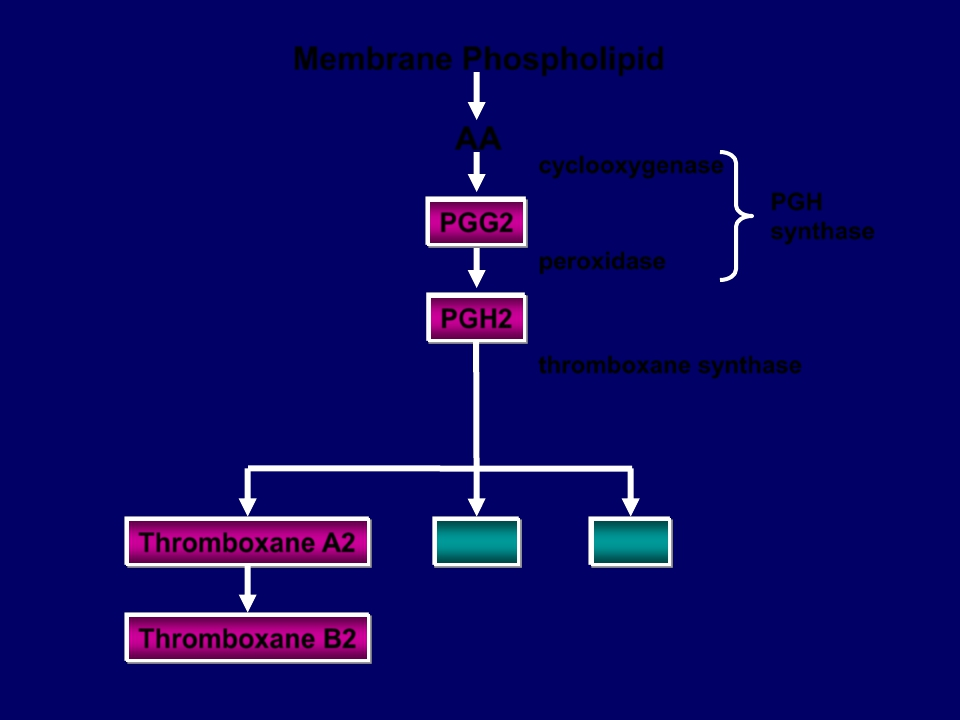 Membrane Phospholipid
AA
cyclooxygenase
PGH
synthase
PGG2
peroxidase
PGH2
thromboxane synthase
Thromboxane A2
Thromboxane B2